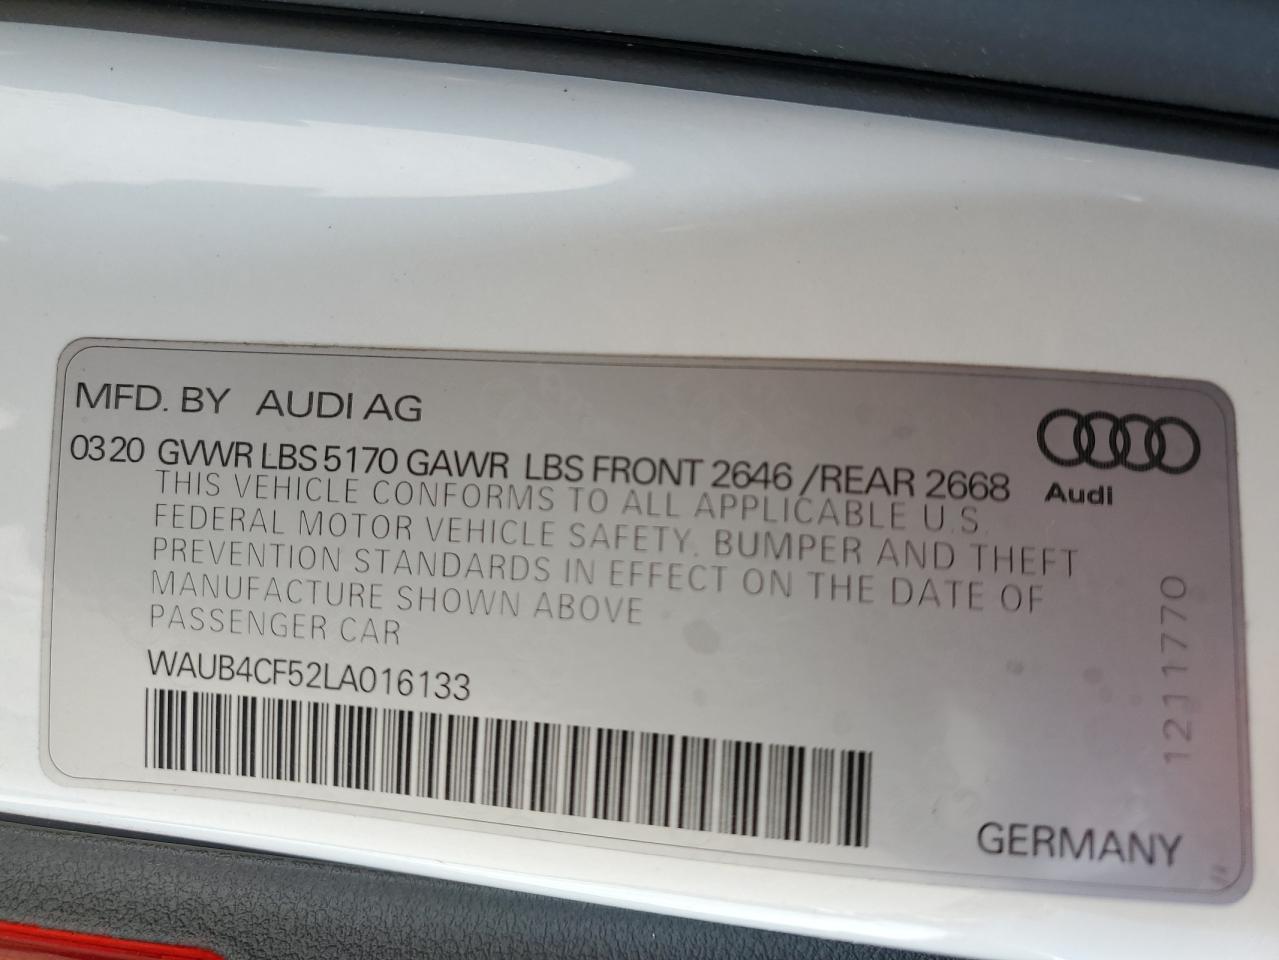 MFD. BY AUDI AG
0320 GVWR LBS 5170 GAWR LBS FRONT 2646 /REAR 2668
Audi
THIS VEHICLE CONFORMS TO ALL APPLICABLE U.S.
FEDERAL MOTOR VEHICLE SAFETY, BUMPER AND THEFT
PREVENTION STANDARDS IN EFFECT ON THE DATE OF
MANUFACTURE SHOWN ABOVE
PASSENGER CAR
WAUB4CF52LA016133
1211770
GERMANY